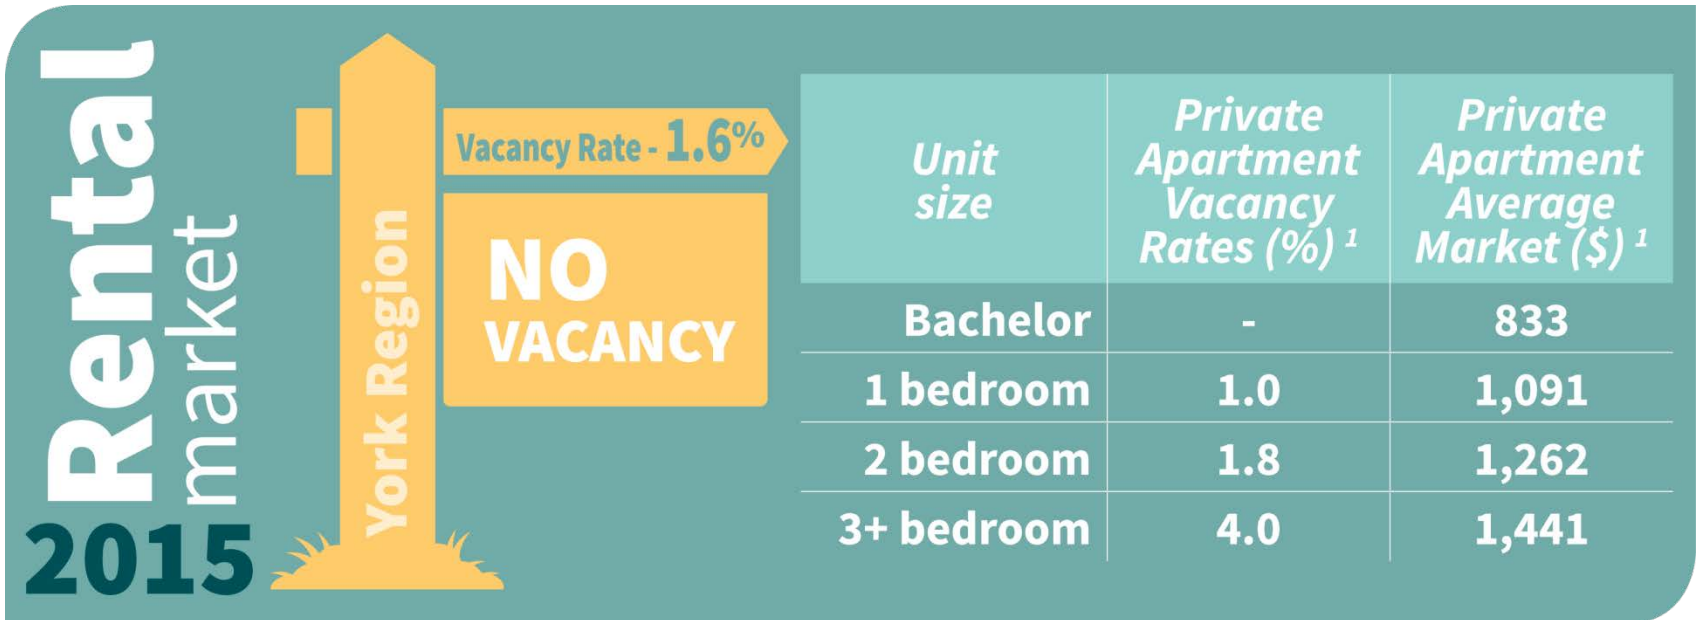 Rental
market
2015
York Region
Vacancy Rate - 1.6%
NO
VACANCY
Unit
size
Private
Apartment
Vacancy
Rates (%) 1
Private
Apartment
Average
Market ($) 1
Bachelor - 833
1 bedroom 1.0 1,091
2 bedroom 1.8 1,262
3+ bedroom 4.0 1,441